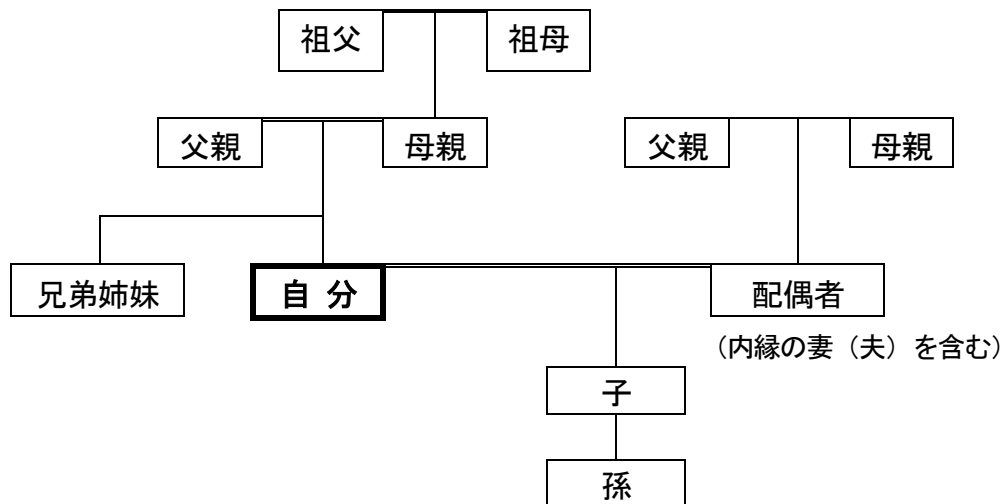 祖父
祖母
父親
母親
父親
母親
兄弟姉妹
自 分
配偶者
（内縁の妻（夫）を含む）
子
孫